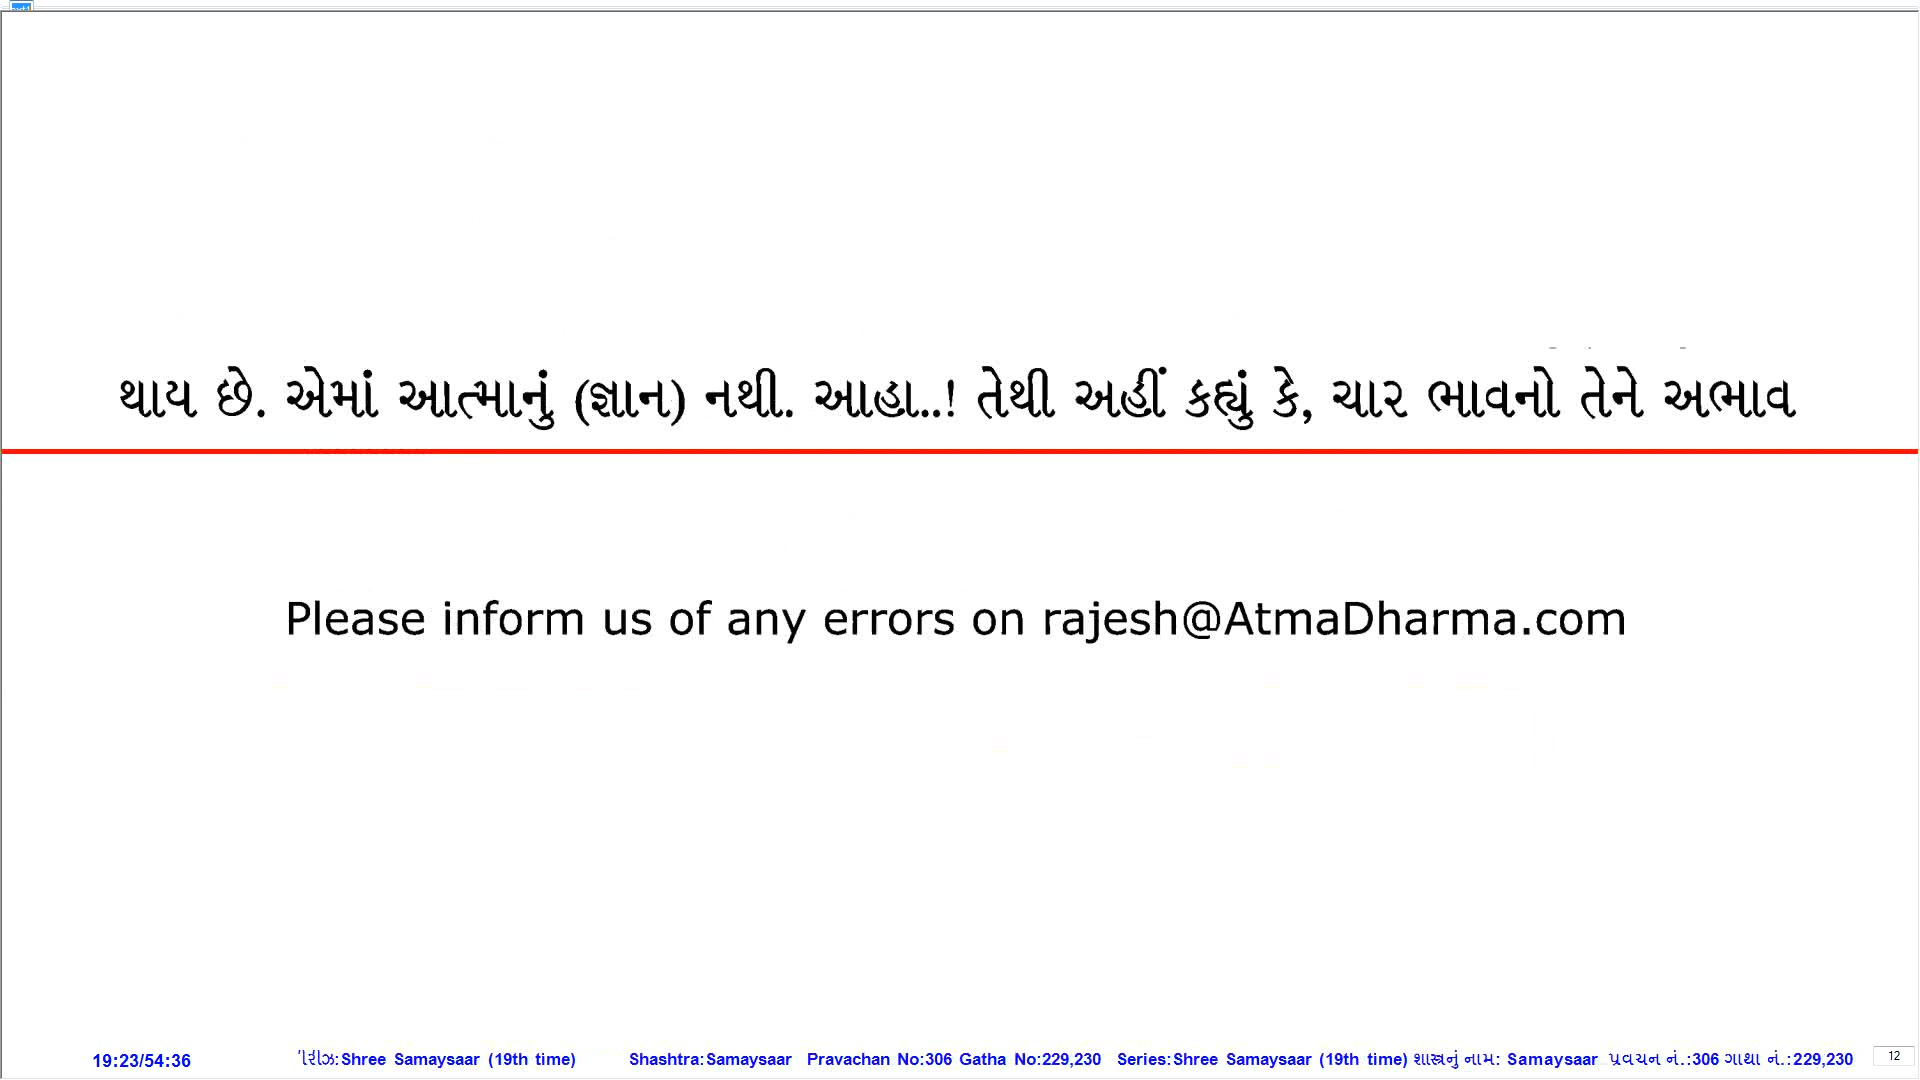 થાય છે. એમાં આત્માનું (જ્ઞાન) નથી. આહા..! તેથી અહીં કહ્યું કે, ચાર ભાવનો તેને અભાવ
Please inform us of any errors on rajesh@AtmaDharma.com
19:23/54:36 Shree Samaysaar (19th time) Shashtra:Samaysaar Pravachan No:306 Gatha No:229,230 Series:Shree Samaysaar (19th time) શાસ્ત્રનું નામ: Samaysaar પ્રવચન નં.:306 ગાથા નં.:229,230 12